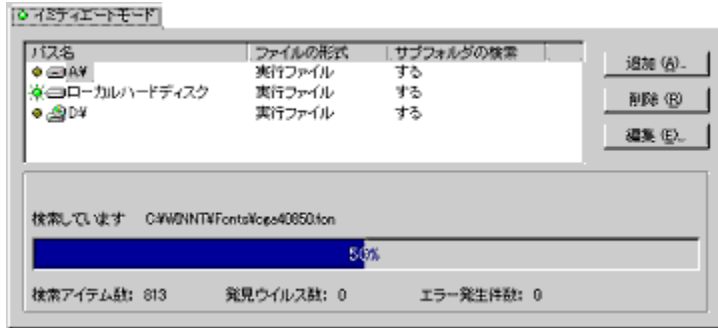 イミディエートモード
パス名 ファイルの形式 サブフォルダの検索
A¥ 実行ファイル する
ローカルハードディスク 実行ファイル する
D¥ 実行ファイル する
追加 (A)...
削除 (R)
編集 (E)...
検索しています C:¥WINNT¥Fonts¥cga40850.fon
50%
検索アイテム数: 813 発見ウイルス数: 0 エラー発生件数: 0